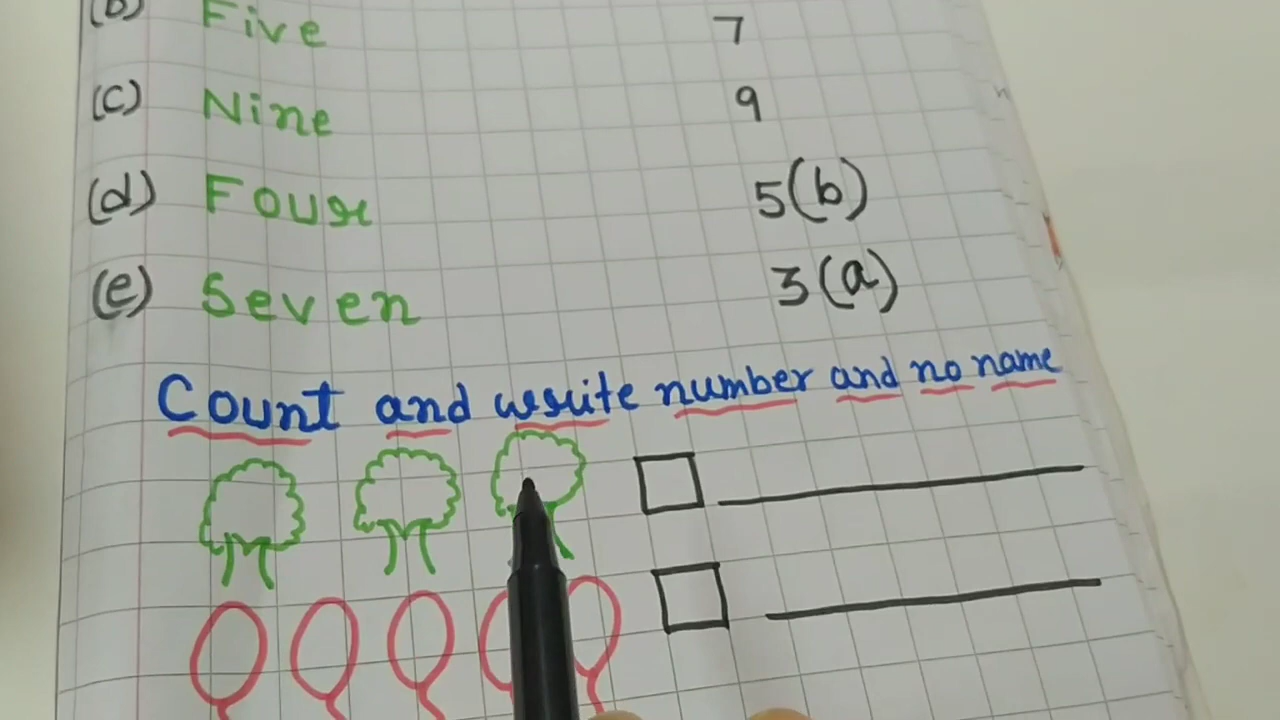 (b) Five 7
(c) Nine 9
(d) Four 5(b)
(e) Seven 3(a)
Count and write number and no name